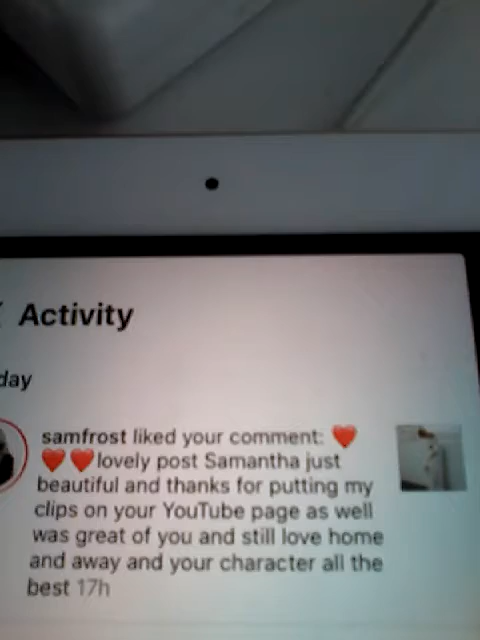 Activity
day
samfrost liked your comment: ❤️
❤️❤️lovely post Samantha just
beautiful and thanks for putting my
clips on your YouTube page as well
was great of you and still love home
and away and your character all the
best 17h